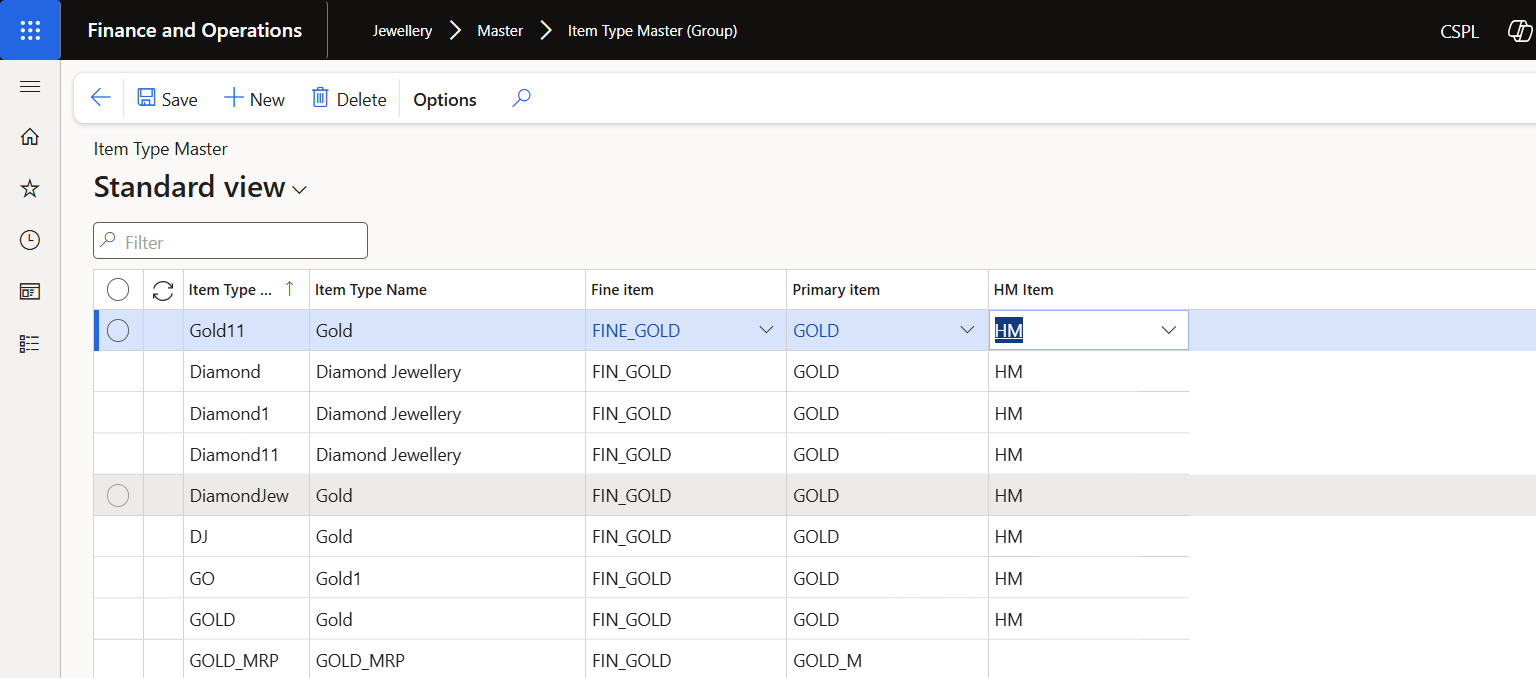 Finance and Operations Jewellery Master Item Type Master (Group) CSPL
Save New Delete Options
Item Type Master
Standard view
Filter
Item Type ... Item Type Name Fine item Primary item HM Item
Gold11 Gold FINE_GOLD GOLD HM
Diamond Diamond Jewellery FIN_GOLD GOLD HM
Diamond1 Diamond Jewellery FIN_GOLD GOLD HM
Diamond11 Diamond Jewellery FIN_GOLD GOLD HM
DiamondJew Gold FIN_GOLD GOLD HM
DJ Gold FIN_GOLD GOLD HM
GO Gold1 FIN_GOLD GOLD HM
GOLD Gold FIN_GOLD GOLD HM
GOLD_MRP GOLD_MRP FIN_GOLD GOLD_M